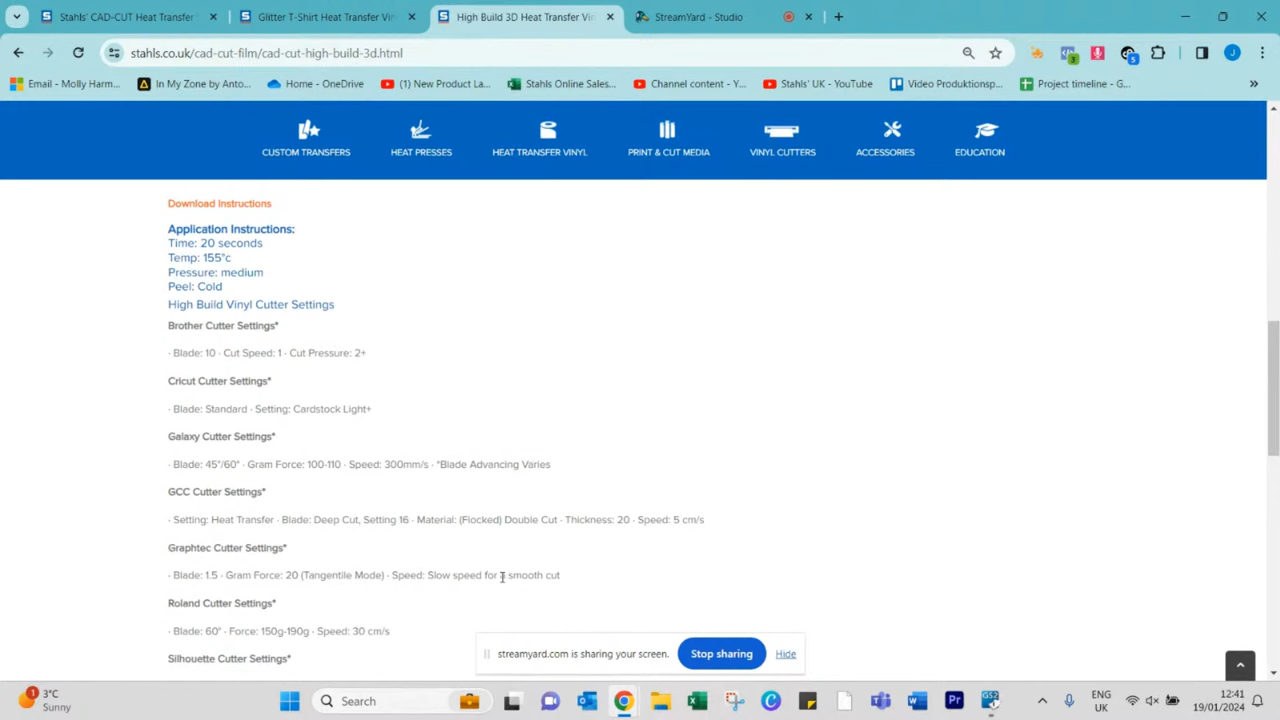 Stahls' CAD-CUT Heat Transfer
Glitter T-Shirt Heat Transfer Vin
High Build 3D Heat Transfer Vin
StreamYard - Studio
stahls.co.uk/cad-cut-film/cad-cut-high-build-3d.html
Email - Molly Harm...
In My Zone by Anto...
Home - OneDrive
(1) New Product La...
Stahls Online Sales...
Channel content - Y...
Stahls' UK - YouTube
Video Produktionsp...
Project timeline - G...
CUSTOM TRANSFERS
HEAT PRESSES
HEAT TRANSFER VINYL
PRINT & CUT MEDIA
VINYL CUTTERS
ACCESSORIES
EDUCATION
Download Instructions
Application Instructions:
Time: 20 seconds
Temp: 155°c
Pressure: medium
Peel: Cold
High Build Vinyl Cutter Settings
Brother Cutter Settings*
· Blade: 10 · Cut Speed: 1 · Cut Pressure: 2+
Cricut Cutter Settings*
· Blade: Standard · Setting: Cardstock Light+
Galaxy Cutter Settings*
· Blade: 45°/60° · Gram Force: 100-110 · Speed: 300mm/s · *Blade Advancing Varies
GCC Cutter Settings*
· Setting: Heat Transfer · Blade: Deep Cut, Setting 16 · Material: (Flocked) Double Cut · Thickness: 20 · Speed: 5 cm/s
Graphtec Cutter Settings*
· Blade: 1.5 · Gram Force: 20 (Tangentile Mode) · Speed: Slow speed for smooth cut
Roland Cutter Settings*
· Blade: 60° · Force: 150g-190g · Speed: 30 cm/s
Silhouette Cutter Settings*
streamyard.com is sharing your screen.
Stop sharing
Hide
3°C
Sunny
Search
ENG
UK
12:41
19/01/2024